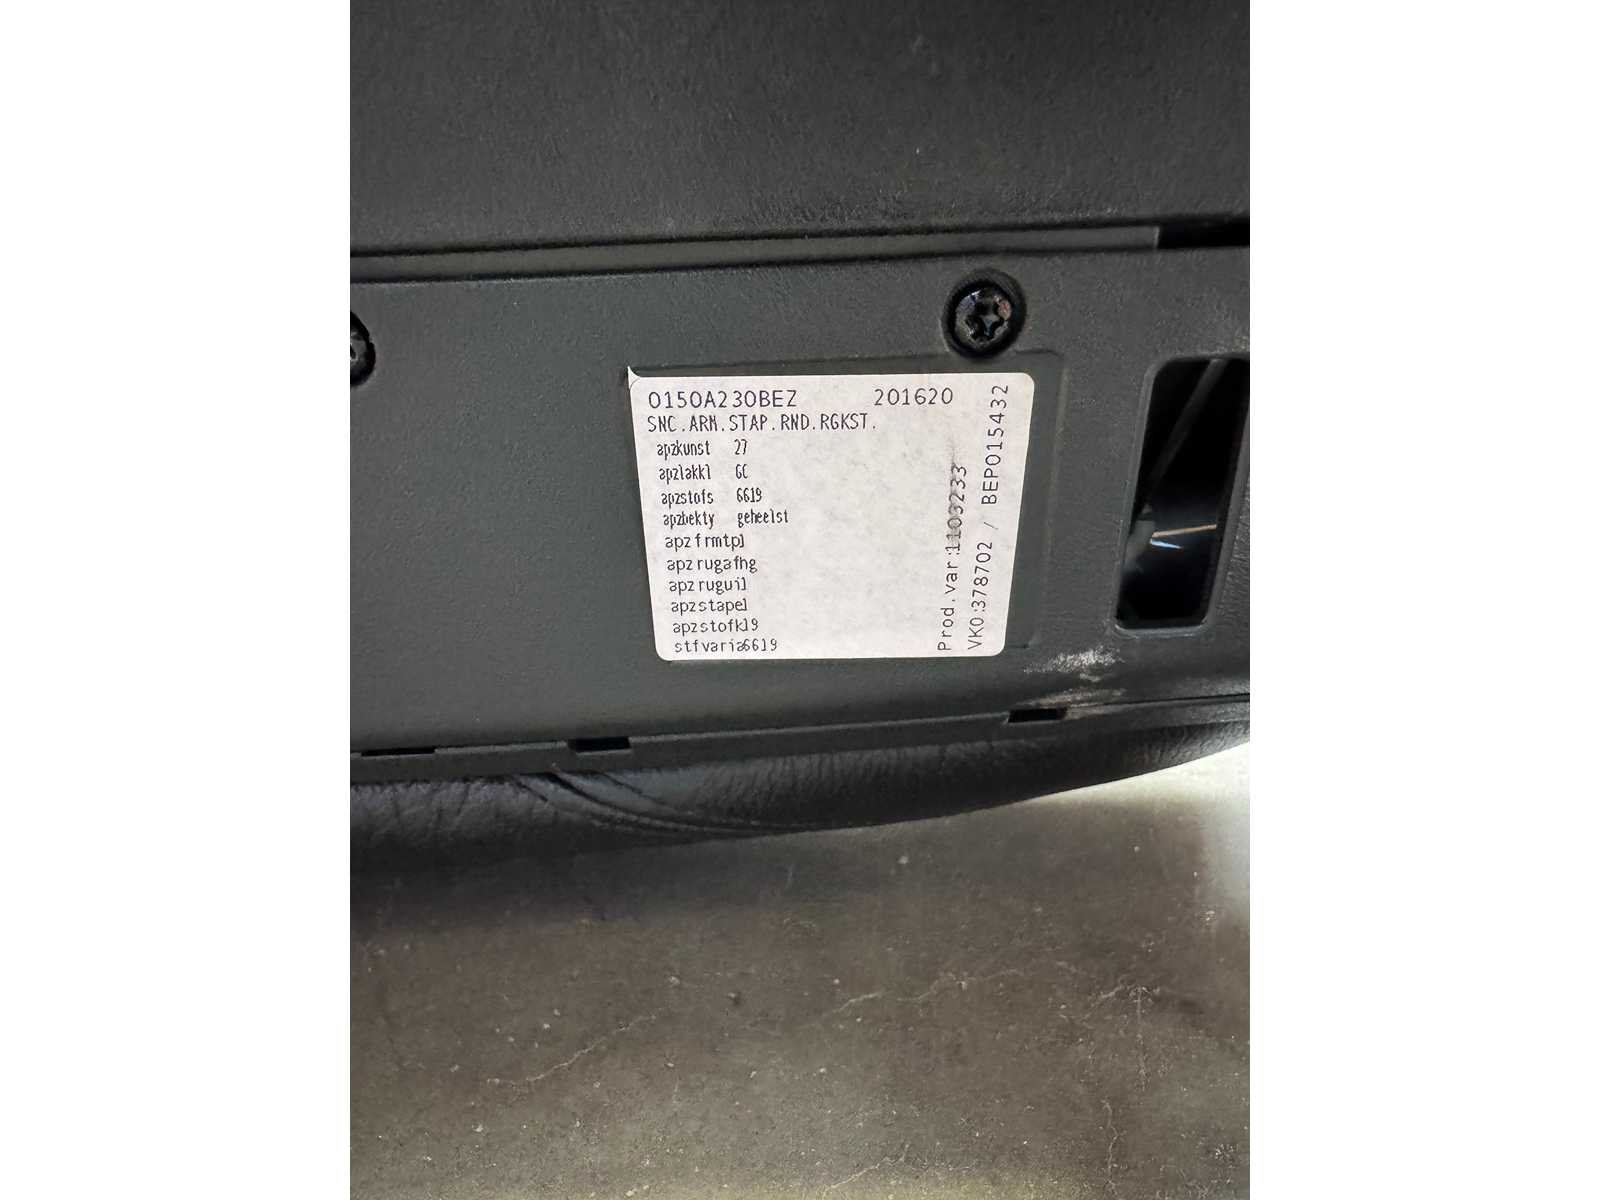 0150A230BEZ 201620
SNC.ARM.STAP.RND.RGKST.
apzkunst 27
apzlakkl GC
apzstofs 6619
apzbekty geheelst
apzfrmtpl
apzrugafhg
apzruguil
apzstapel
apzstofkl9
stfvaria6619
Prod.var:1103233
VKO:378702 / BEP015432